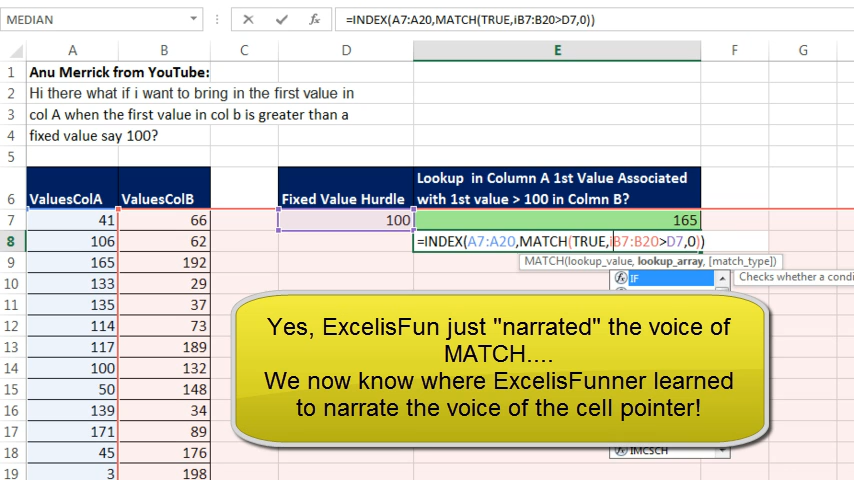 MEDIAN
=INDEX(A7:A20,MATCH(TRUE,iB7:B20>D7,0))
A B C D E F G
1 Anu Merrick from YouTube:
2 Hi there what if i want to bring in the first value in
3 col A when the first value in col b is greater than a
4 fixed value say 100?
5
Lookup in Column A 1st Value Associated
6 ValuesColA ValuesColB Fixed Value Hurdle with 1st value > 100 in Colmn B?
7 41 66 100 165
8 106 62 =INDEX(A7:A20,MATCH(TRUE,iB7:B20>D7,0))
9 165 192 MATCH(lookup_value, lookup_array, [match_type])
10 133 29 IF Checks whether a condi
11 135 37
12 114 73
13 117 189
14 100 132
15 50 148
16 139 34
17 171 89
18 45 176 IMCSCH
19 3 198
Yes, ExcelisFun just "narrated" the voice of
MATCH....
We now know where ExcelisFunner learned
to narrate the voice of the cell pointer!